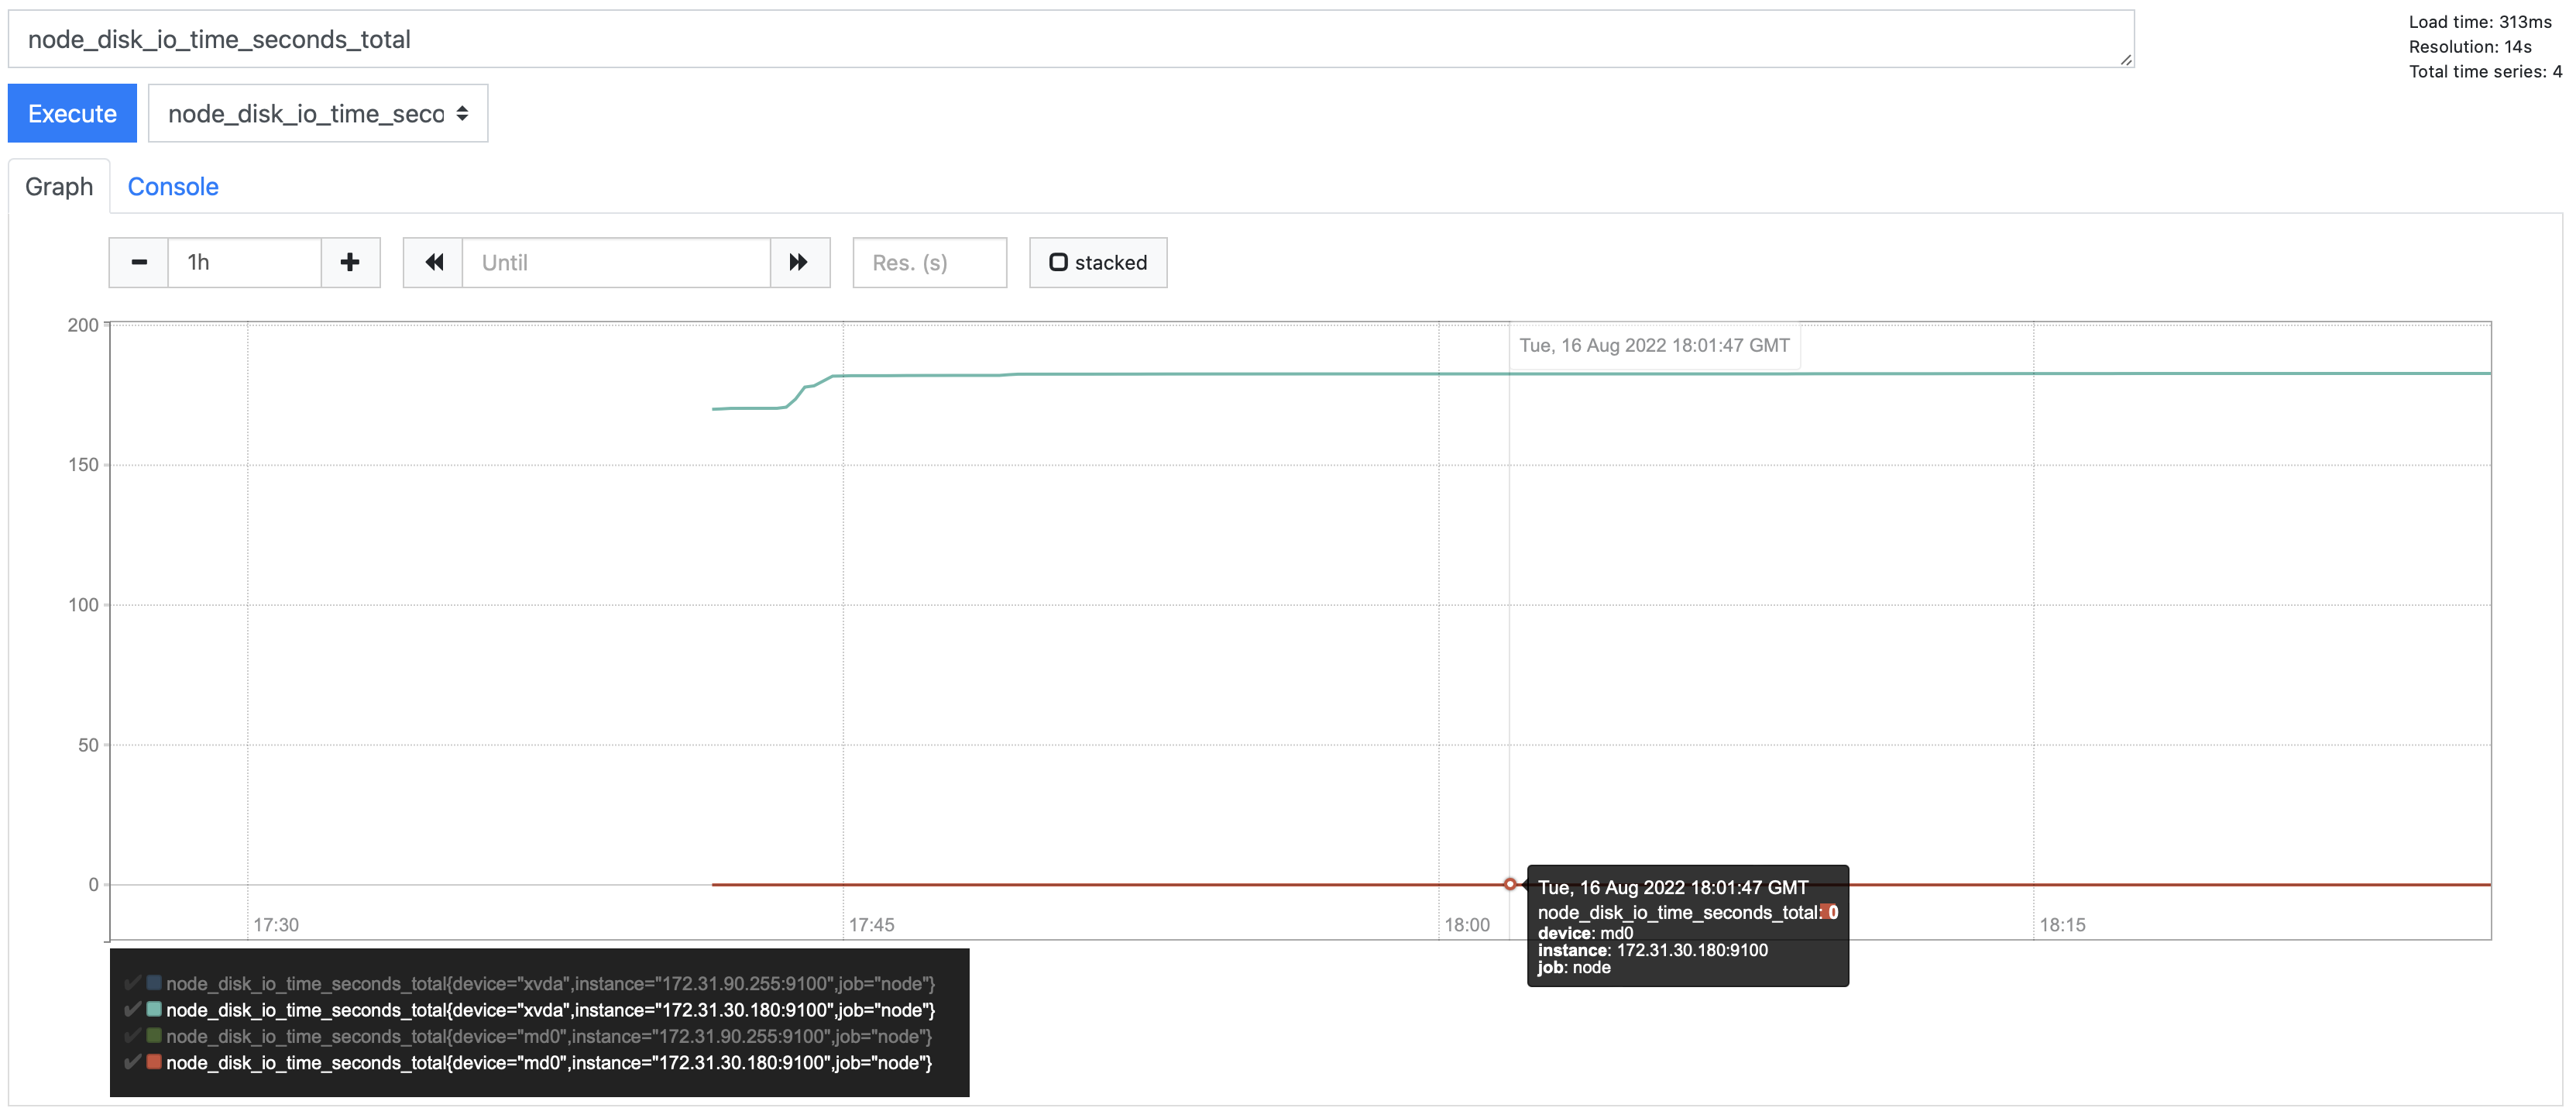 node_disk_io_time_seconds_total
Load time: 313ms
Resolution: 14s
Total time series: 4
Execute
node_disk_io_time_seco
Graph
Console
1h
Until
Res. (s)
stacked
200
150
100
50
0
Tue, 16 Aug 2022 18:01:47 GMT
17:30
17:45
18:00
18:15
Tue, 16 Aug 2022 18:01:47 GMT
node_disk_io_time_seconds_total: 0
device: md0
instance: 172.31.30.180:9100
job: node
node_disk_io_time_seconds_total{device="xvda",instance="172.31.90.255:9100",job="node"}
node_disk_io_time_seconds_total{device="xvda",instance="172.31.30.180:9100",job="node"}
node_disk_io_time_seconds_total{device="md0",instance="172.31.90.255:9100",job="node"}
node_disk_io_time_seconds_total{device="md0",instance="172.31.30.180:9100",job="node"}